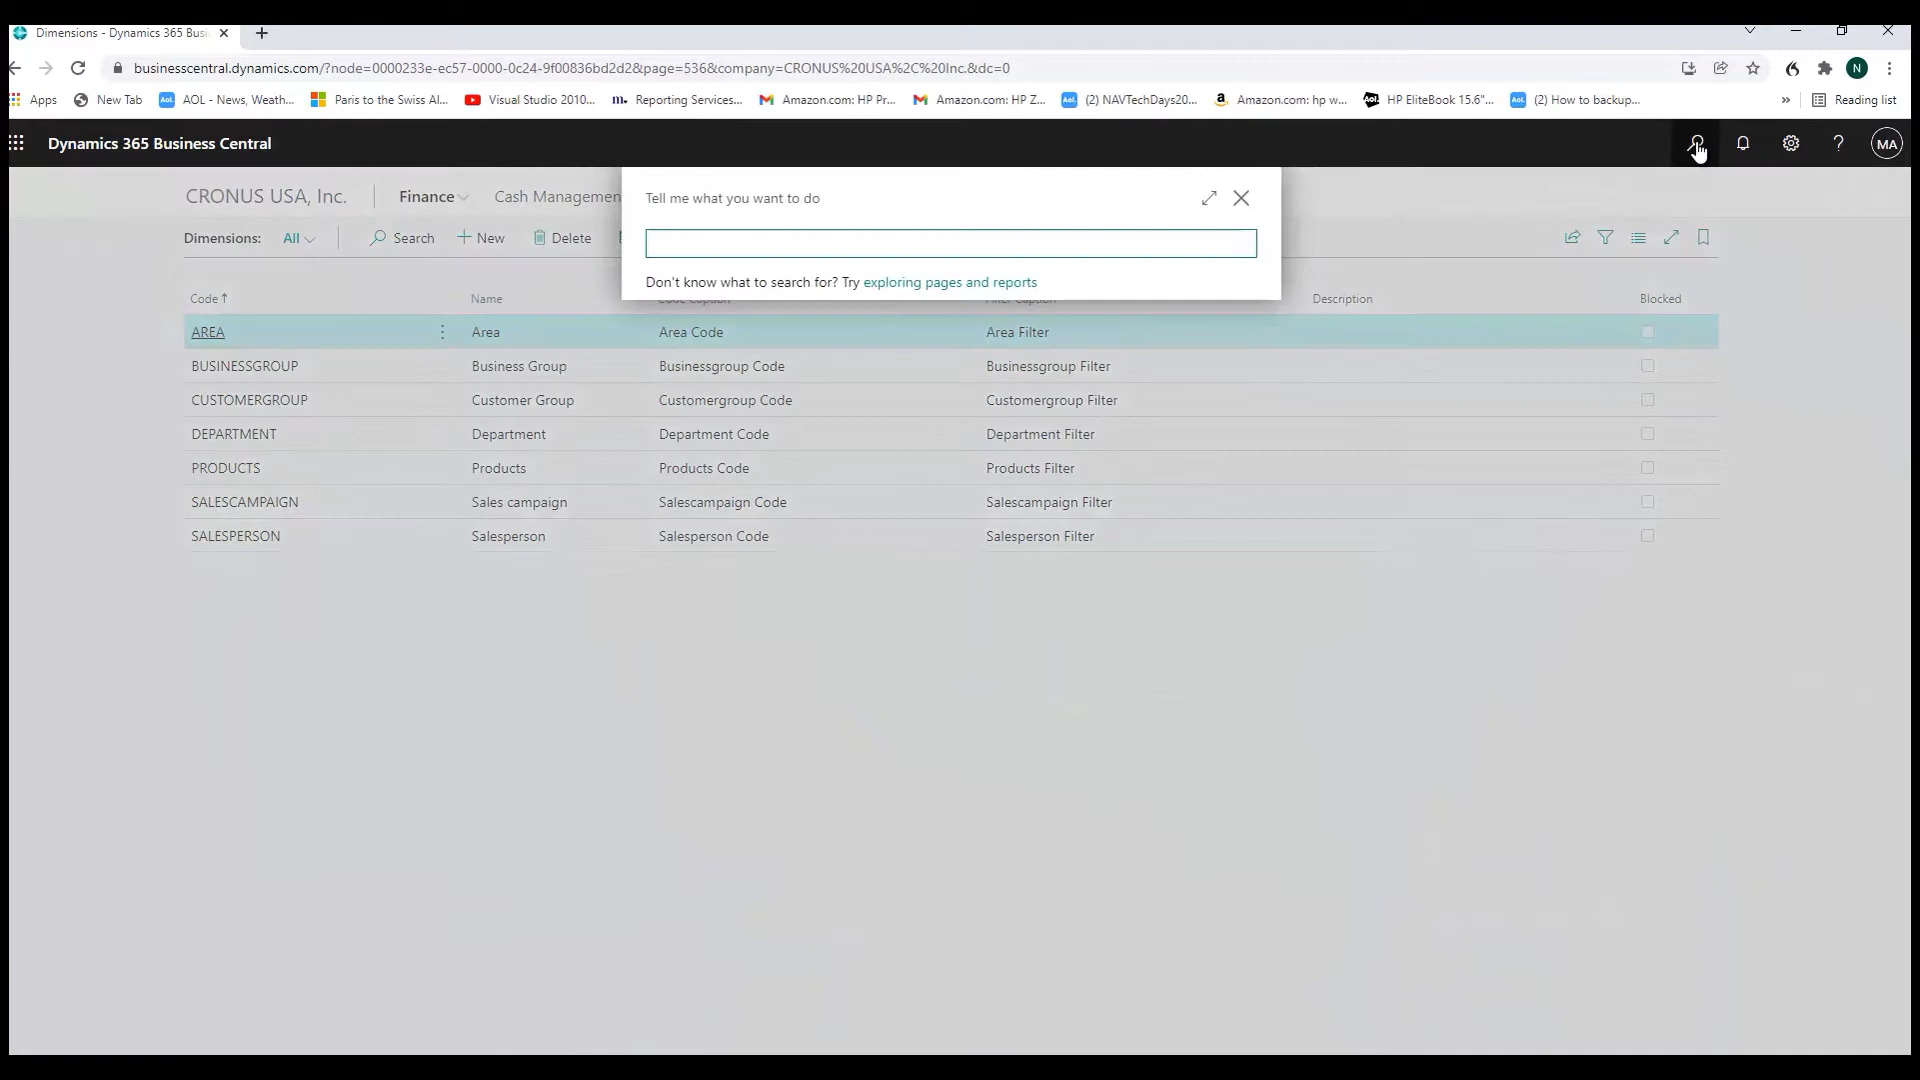 Dimensions - Dynamics 365 Busi
businesscentral.dynamics.com/?node=0000233e-ec57-0000-0c24-9f00836bd2d2&page=536&company=CRONUS%20USA%2C%20Inc.&dc=0
N
Apps New Tab AOL - News, Weath... Paris to the Swiss Al... Visual Studio 2010... Reporting Services... Amazon.com: HP Pr... Amazon.com: HP Z... (2) NAVTechDays20... Amazon.com: hp w... HP EliteBook 15.6"... (2) How to backup... » Reading list
Dynamics 365 Business Central ? MA
CRONUS USA, Inc. Finance Cash Managemen
Tell me what you want to do
Dimensions: All Search + New Delete
Don't know what to search for? Try exploring pages and reports
Code ↑ Name Code Caption Filter Caption Description Blocked
AREA Area Area Code Area Filter
BUSINESSGROUP Business Group Businessgroup Code Businessgroup Filter
CUSTOMERGROUP Customer Group Customergroup Code Customergroup Filter
DEPARTMENT Department Department Code Department Filter
PRODUCTS Products Products Code Products Filter
SALESCAMPAIGN Sales campaign Salescampaign Code Salescampaign Filter
SALESPERSON Salesperson Salesperson Code Salesperson Filter